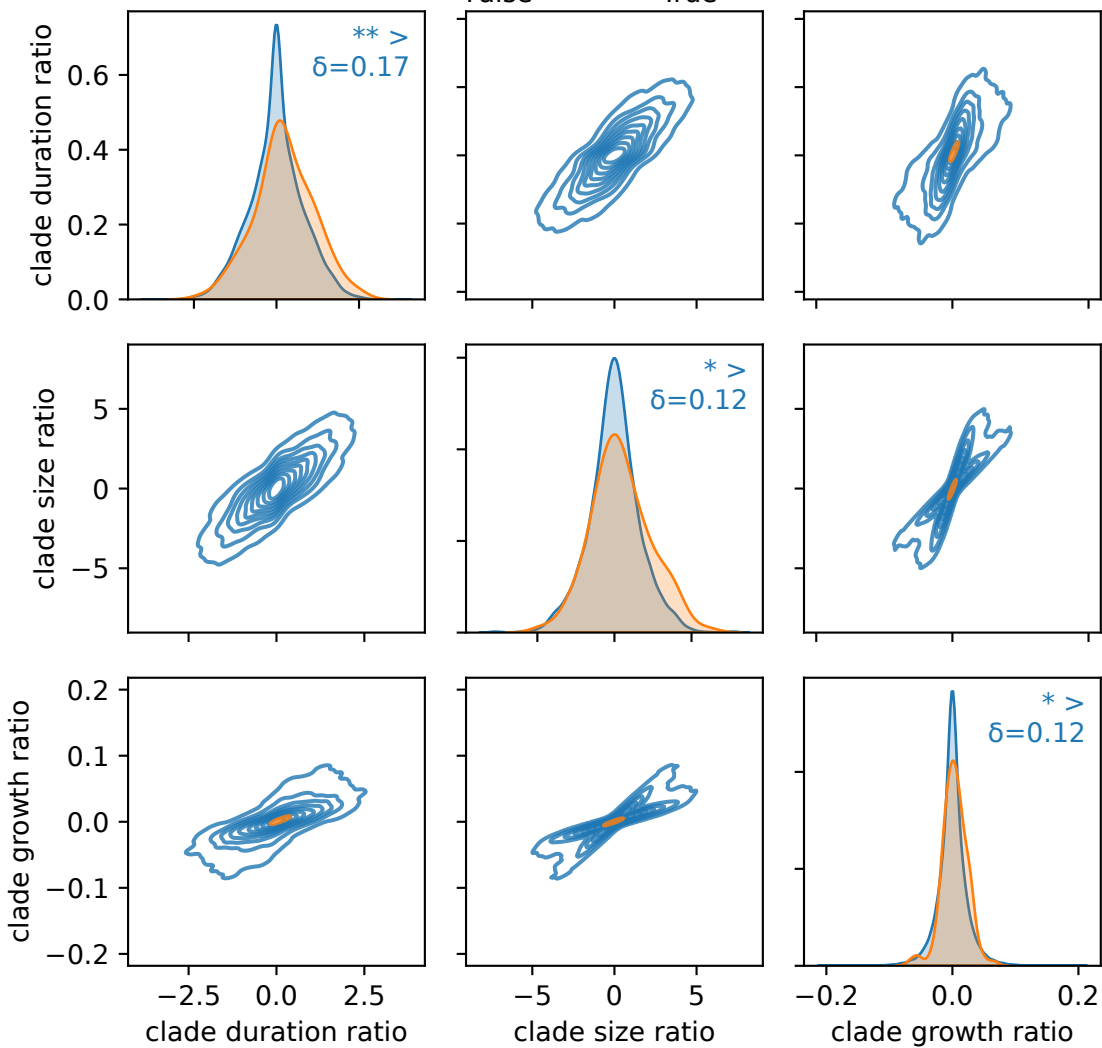 clade duration ratio
0.6
0.4
0.2
0.0
** >
δ=0.17
clade size ratio
5
0
−5
* >
δ=0.12
clade growth ratio
0.2
0.1
0.0
−0.1
−0.2
* >
δ=0.12
−2.5 0.0 2.5
clade duration ratio
−5 0 5
clade size ratio
−0.2 0.0 0.2
clade growth ratio